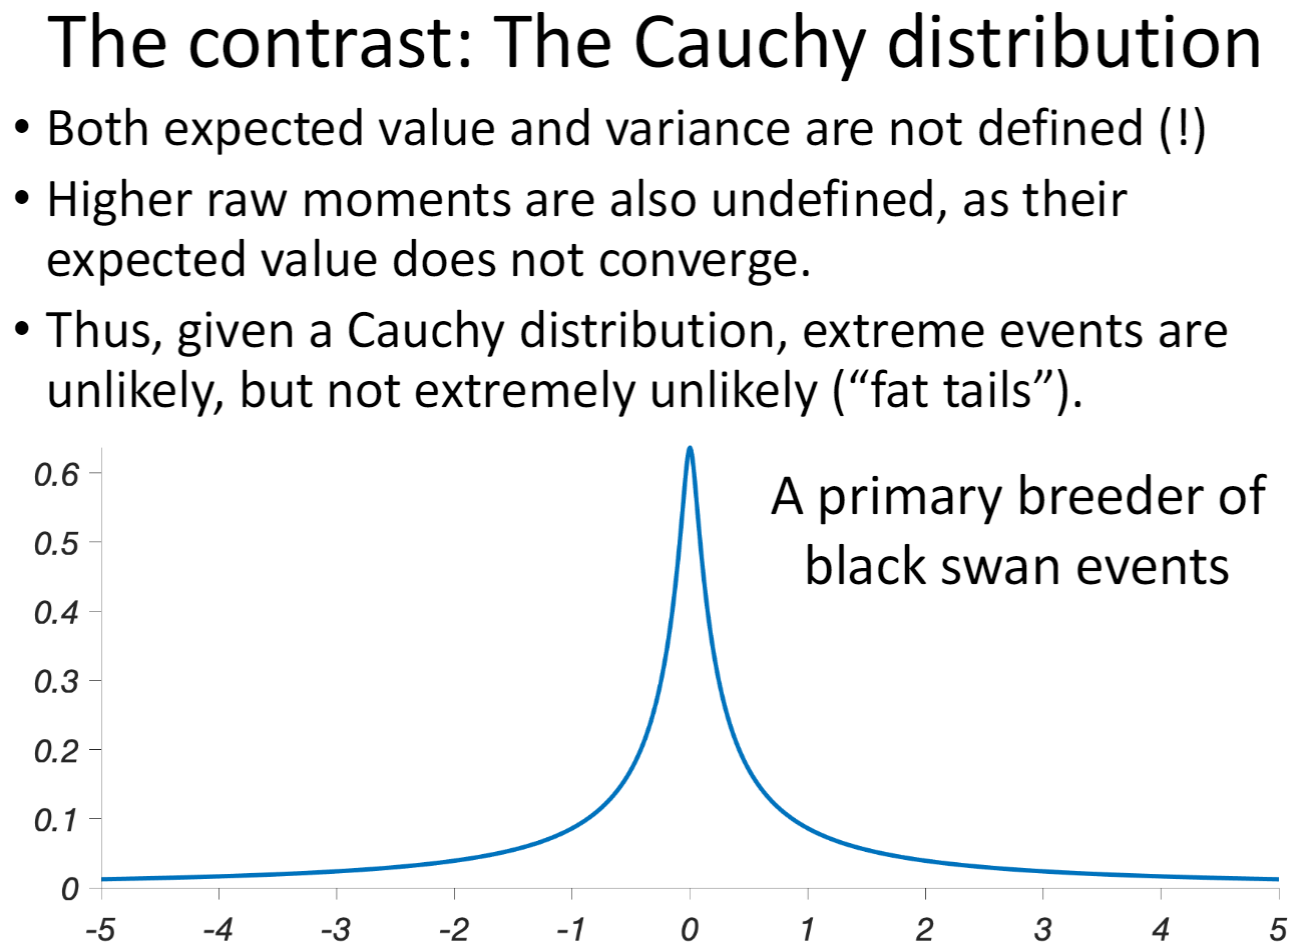 The contrast: The Cauchy distribution
• Both expected value and variance are not defined (!)
• Higher raw moments are also undefined, as their
expected value does not converge.
• Thus, given a Cauchy distribution, extreme events are
unlikely, but not extremely unlikely (“fat tails”).
A primary breeder of
black swan events
0.6
0.5
0.4
0.3
0.2
0.1
0
-5 -4 -3 -2 -1 0 1 2 3 4 5